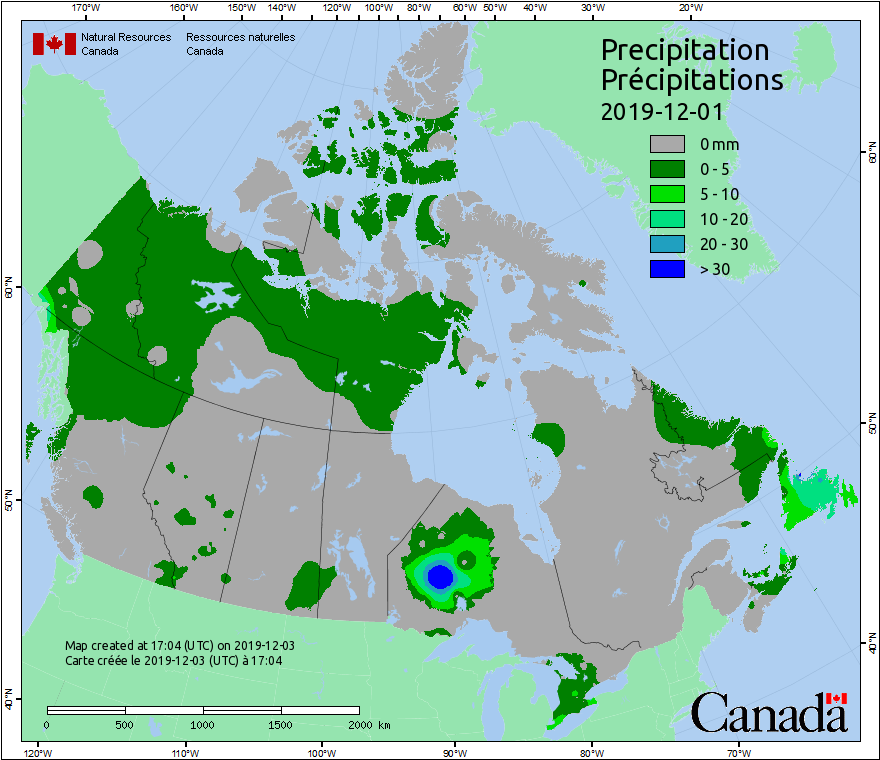 170°W 160°W 150°W 140°W 130°W 120°W 110°W 100°W 90°W 80°W 60°W 50°W 40°W 30°W 20°W
Natural Resources Ressources naturelles
Canada Canada
Precipitation
Précipitations
2019-12-01
0 mm
0 - 5
5 - 10
10 - 20
20 - 30
> 30
60°N
60°N
50°N
50°N
40°N
40°N
Map created at 17:04 (UTC) on 2019-12-03
Carte créée le 2019-12-03 (UTC) à 17:04
0 500 1000 1500 2000 km
Canada
120°W 110°W 100°W 90°W 80°W 70°W